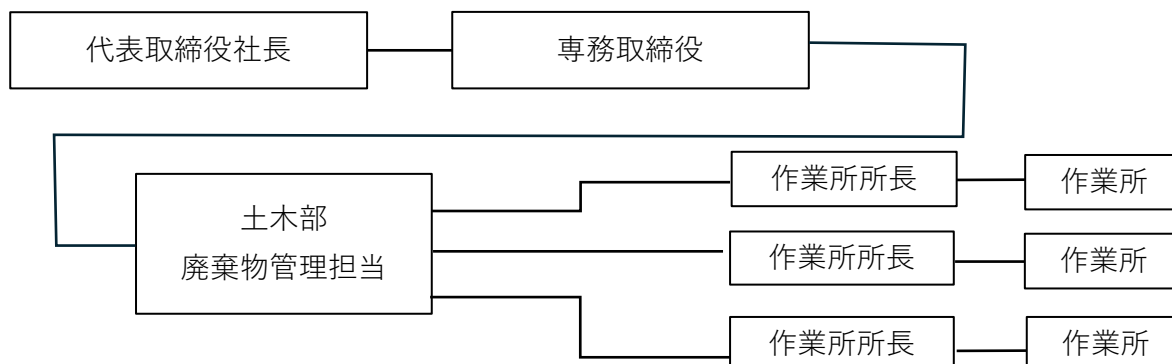 代表取締役社長
専務取締役
土木部
廃棄物管理担当
作業所所長
作業所
作業所所長
作業所
作業所所長
作業所